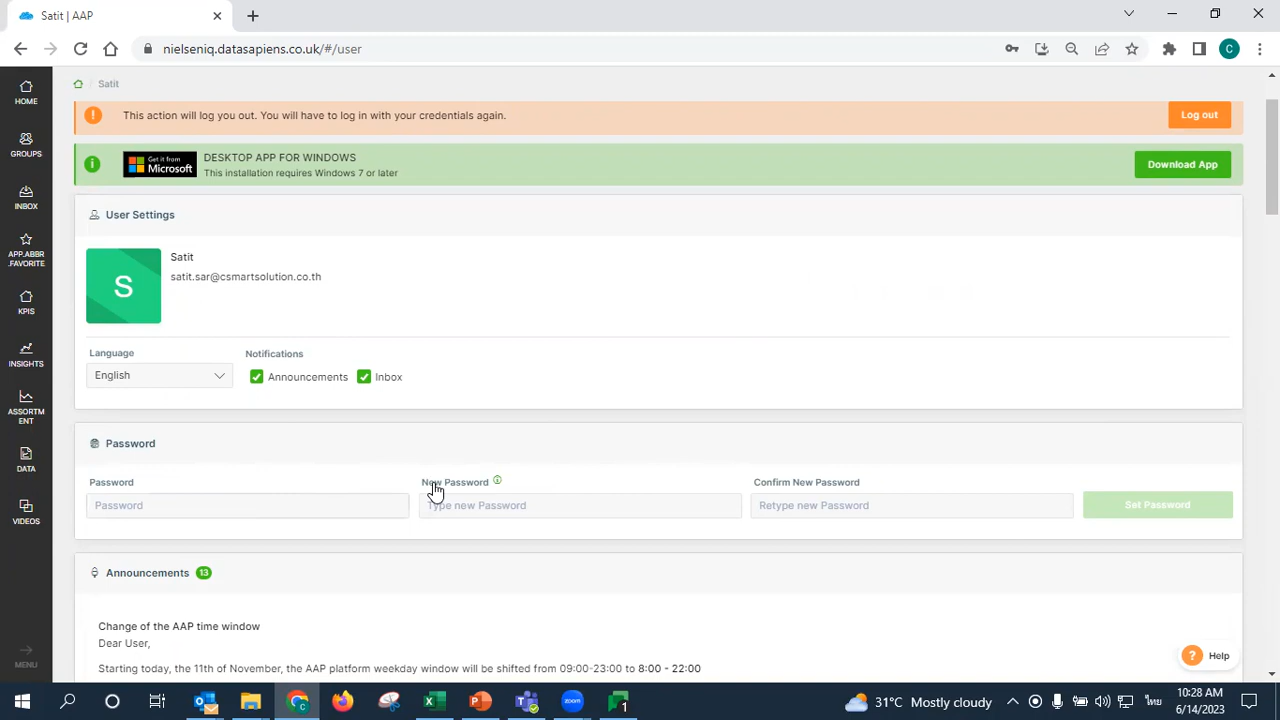 Satit | AAP
nielseniq.datasapiens.co.uk/#/user
C
HOME
GROUPS
INBOX
APP.ABBR
.FAVORITE
KPIS
INSIGHTS
ASSORTM
ENT
DATA
VIDEOS
MENU
Satit
This action will log you out. You will have to log in with your credentials again.
Log out
Get it from
Microsoft
DESKTOP APP FOR WINDOWS
This installation requires Windows 7 or later
Download App
User Settings
S
Satit
satit.sar@csmartsolution.co.th
Language
Notifications
English
Announcements
Inbox
Password
Password
New Password
Confirm New Password
Password
Type new Password
Retype new Password
Set Password
Announcements 13
Change of the AAP time window
Dear User,
Starting today, the 11th of November, the AAP platform weekday window will be shifted from 09:00-23:00 to 8:00 - 22:00
? Help
31°C Mostly cloudy
ไทย
10:28 AM
6/14/2023